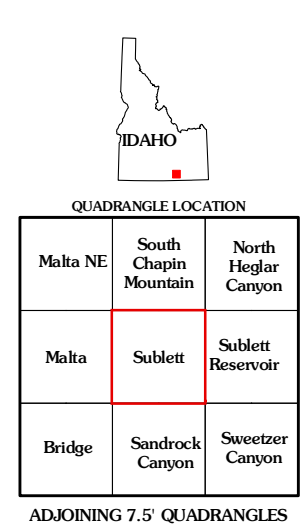 IDAHO
QUADRANGLE LOCATION
Malta NE
South
Chapin
Mountain
North
Heglar
Canyon
Malta
Sublett
Sublett
Reservoir
Bridge
Sandrock
Canyon
Sweetzer
Canyon
ADJOINING 7.5' QUADRANGLES